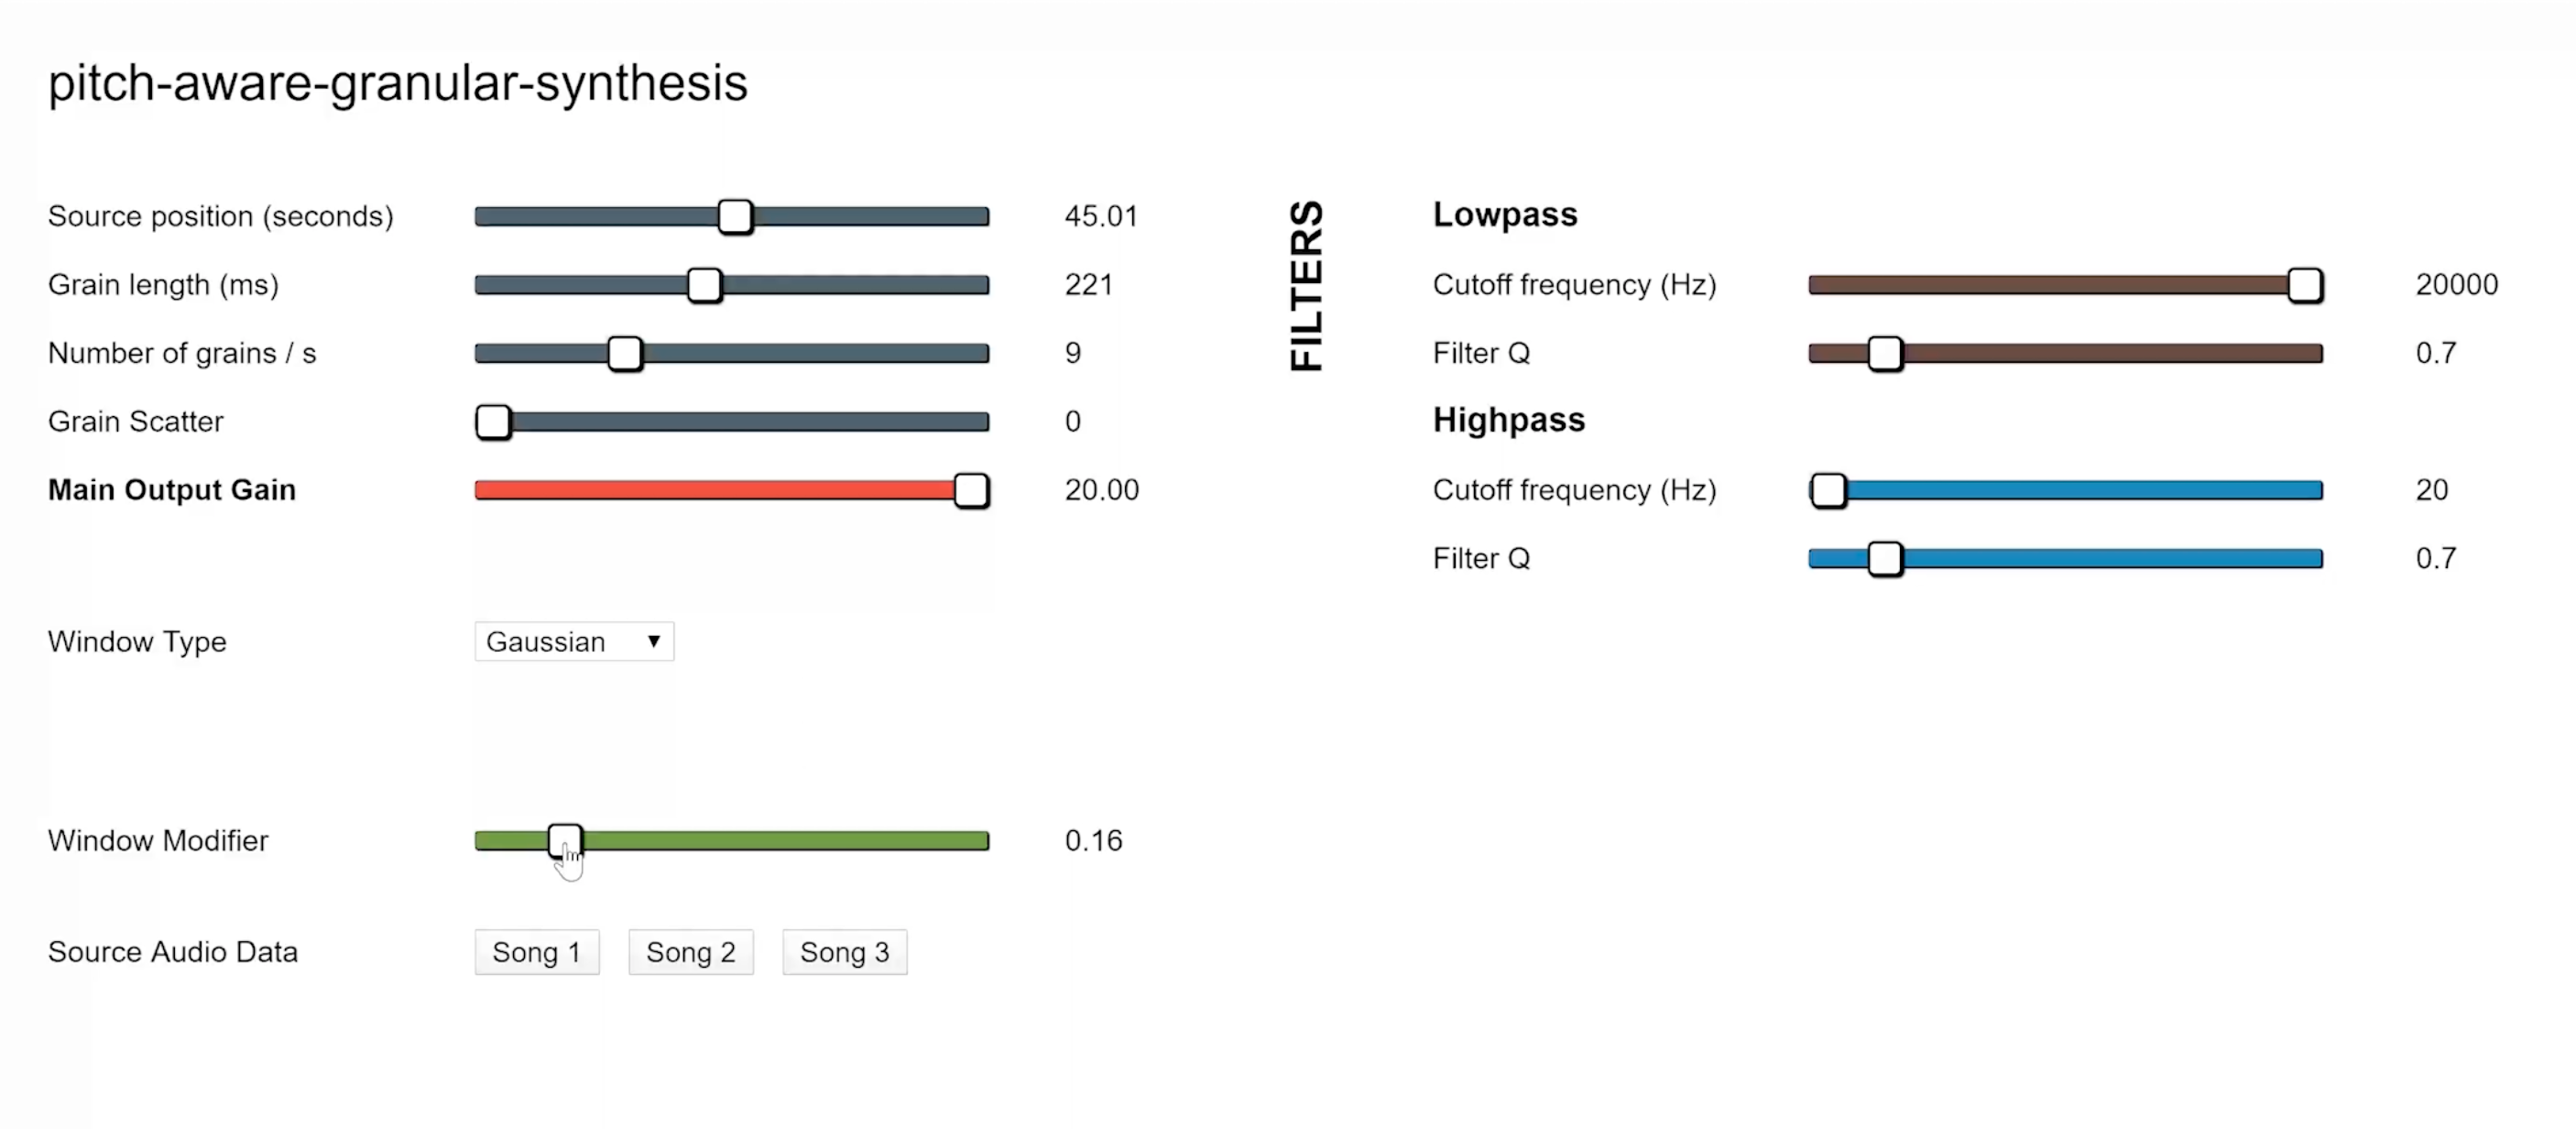 pitch-aware-granular-synthesis
Source position (seconds) 45.01
Grain length (ms) 221
Number of grains / s 9
Grain Scatter 0
Main Output Gain 20.00
Window Type Gaussian
Window Modifier 0.16
Source Audio Data Song 1 Song 2 Song 3
FILTERS
Lowpass
Cutoff frequency (Hz) 20000
Filter Q 0.7
Highpass
Cutoff frequency (Hz) 20
Filter Q 0.7